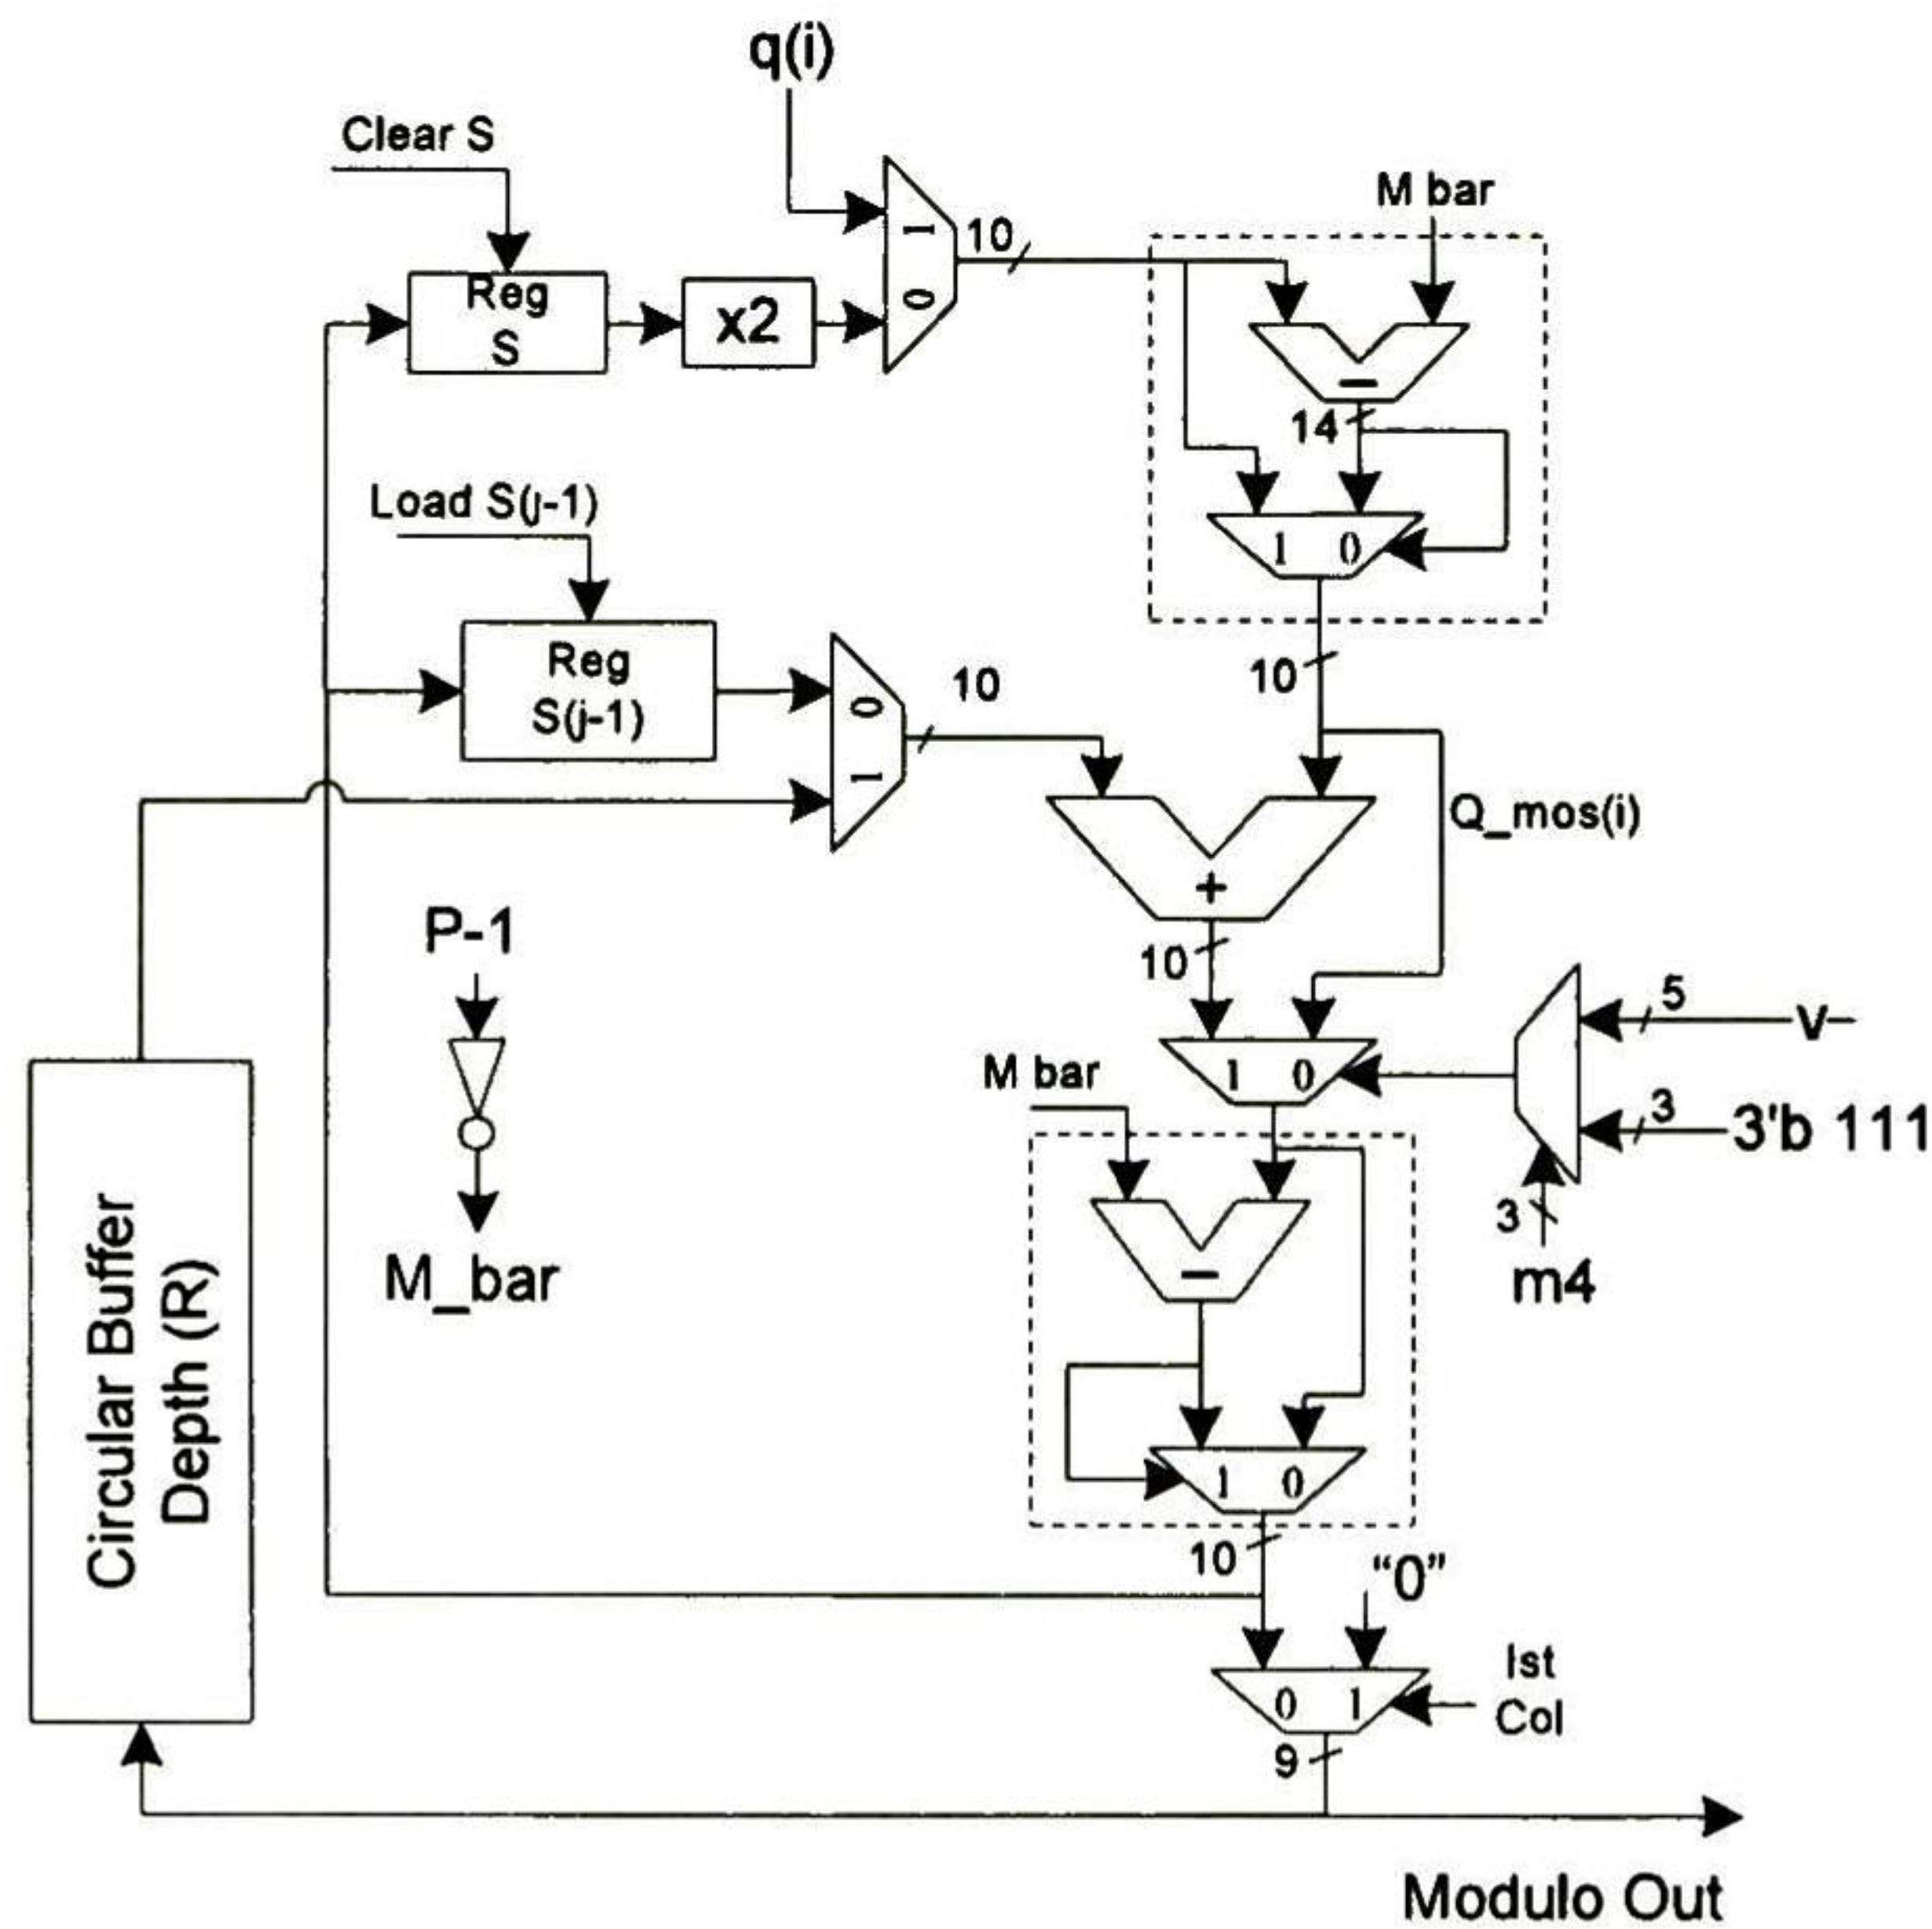 q(i)
Clear S
1
10
M bar
Reg
S
x2
0
–
14
Load S(j-1)
1 0
Reg
S(j-1)
0
10
10
1
Q_mos(i)
+
P-1
10
5
V–
M bar
1 0
3
3'b 111
3
m4
M_bar
–
Circular Buffer
Depth (R)
1 0
10
“0”
0 1
Ist
Col
9
Modulo Out